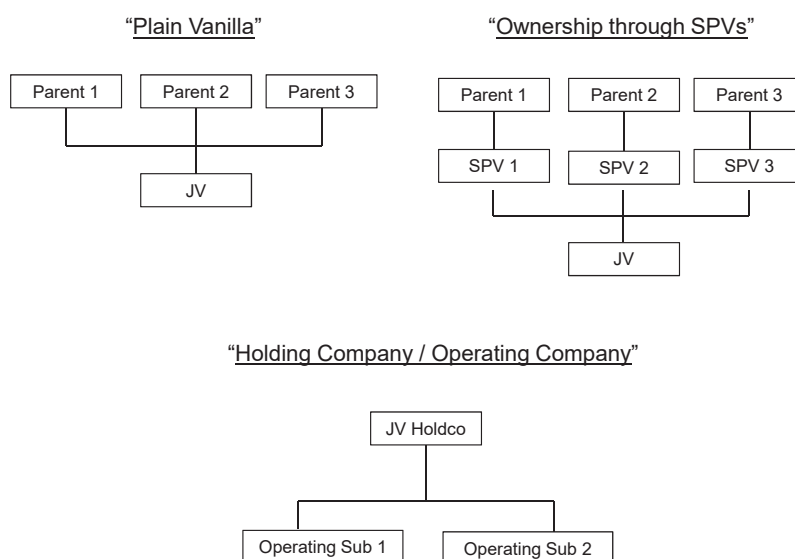 “Plain Vanilla”
Parent 1 Parent 2 Parent 3
JV
“Ownership through SPVs”
Parent 1 Parent 2 Parent 3
SPV 1 SPV 2 SPV 3
JV
“Holding Company / Operating Company”
JV Holdco
Operating Sub 1 Operating Sub 2